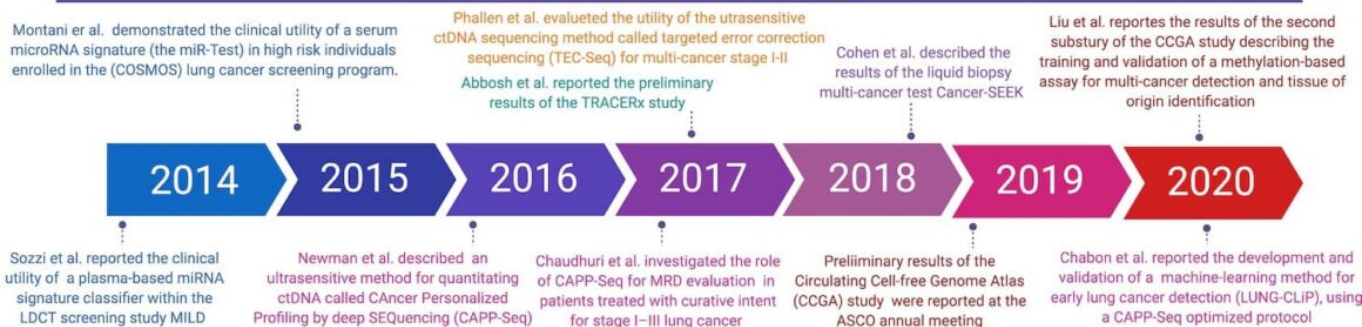 Montani er al. demonstrated the clinical utility of a serum
microRNA signature (the miR-Test) in high risk individuals
enrolled in the (COSMOS) lung cancer screening program.
Phallen et al. evalueted the utility of the utrasensitive
ctDNA sequencing method called targeted error correction
sequencing (TEC-Seq) for multi-cancer stage I-II
Abbosh et al. reported the preliminary
results of the TRACERx study
Cohen et al. described the
results of the liquid biopsy
multi-cancer test Cancer-SEEK
Liu et al. reportes the results of the second
substury of the CCGA study describing the
training and validation of a methylation-based
assay for multi-cancer detection and tissue of
origin identification
2014
2015
2016
2017
2018
2019
2020
Sozzi et al. reported the clinical
utility of a plasma-based miRNA
signature classifier within the
LDCT screening study MILD
Newman et al. described an
ultrasensitive method for quantitating
ctDNA called CAncer Personalized
Profiling by deep SEQuencing (CAPP-Seq)
Chaudhuri et al. investigated the role
of CAPP-Seq for MRD evaluation in
patients treated with curative intent
for stage I–III lung cancer
Preliiminary results of the
Circulating Cell-free Genome Atlas
(CCGA) study were reported at the
ASCO annual meeting
Chabon et al. reported the development and
validation of a machine-learning method for
early lung cancer detection (LUNG-CLiP), using
a CAPP-Seq optimized protocol